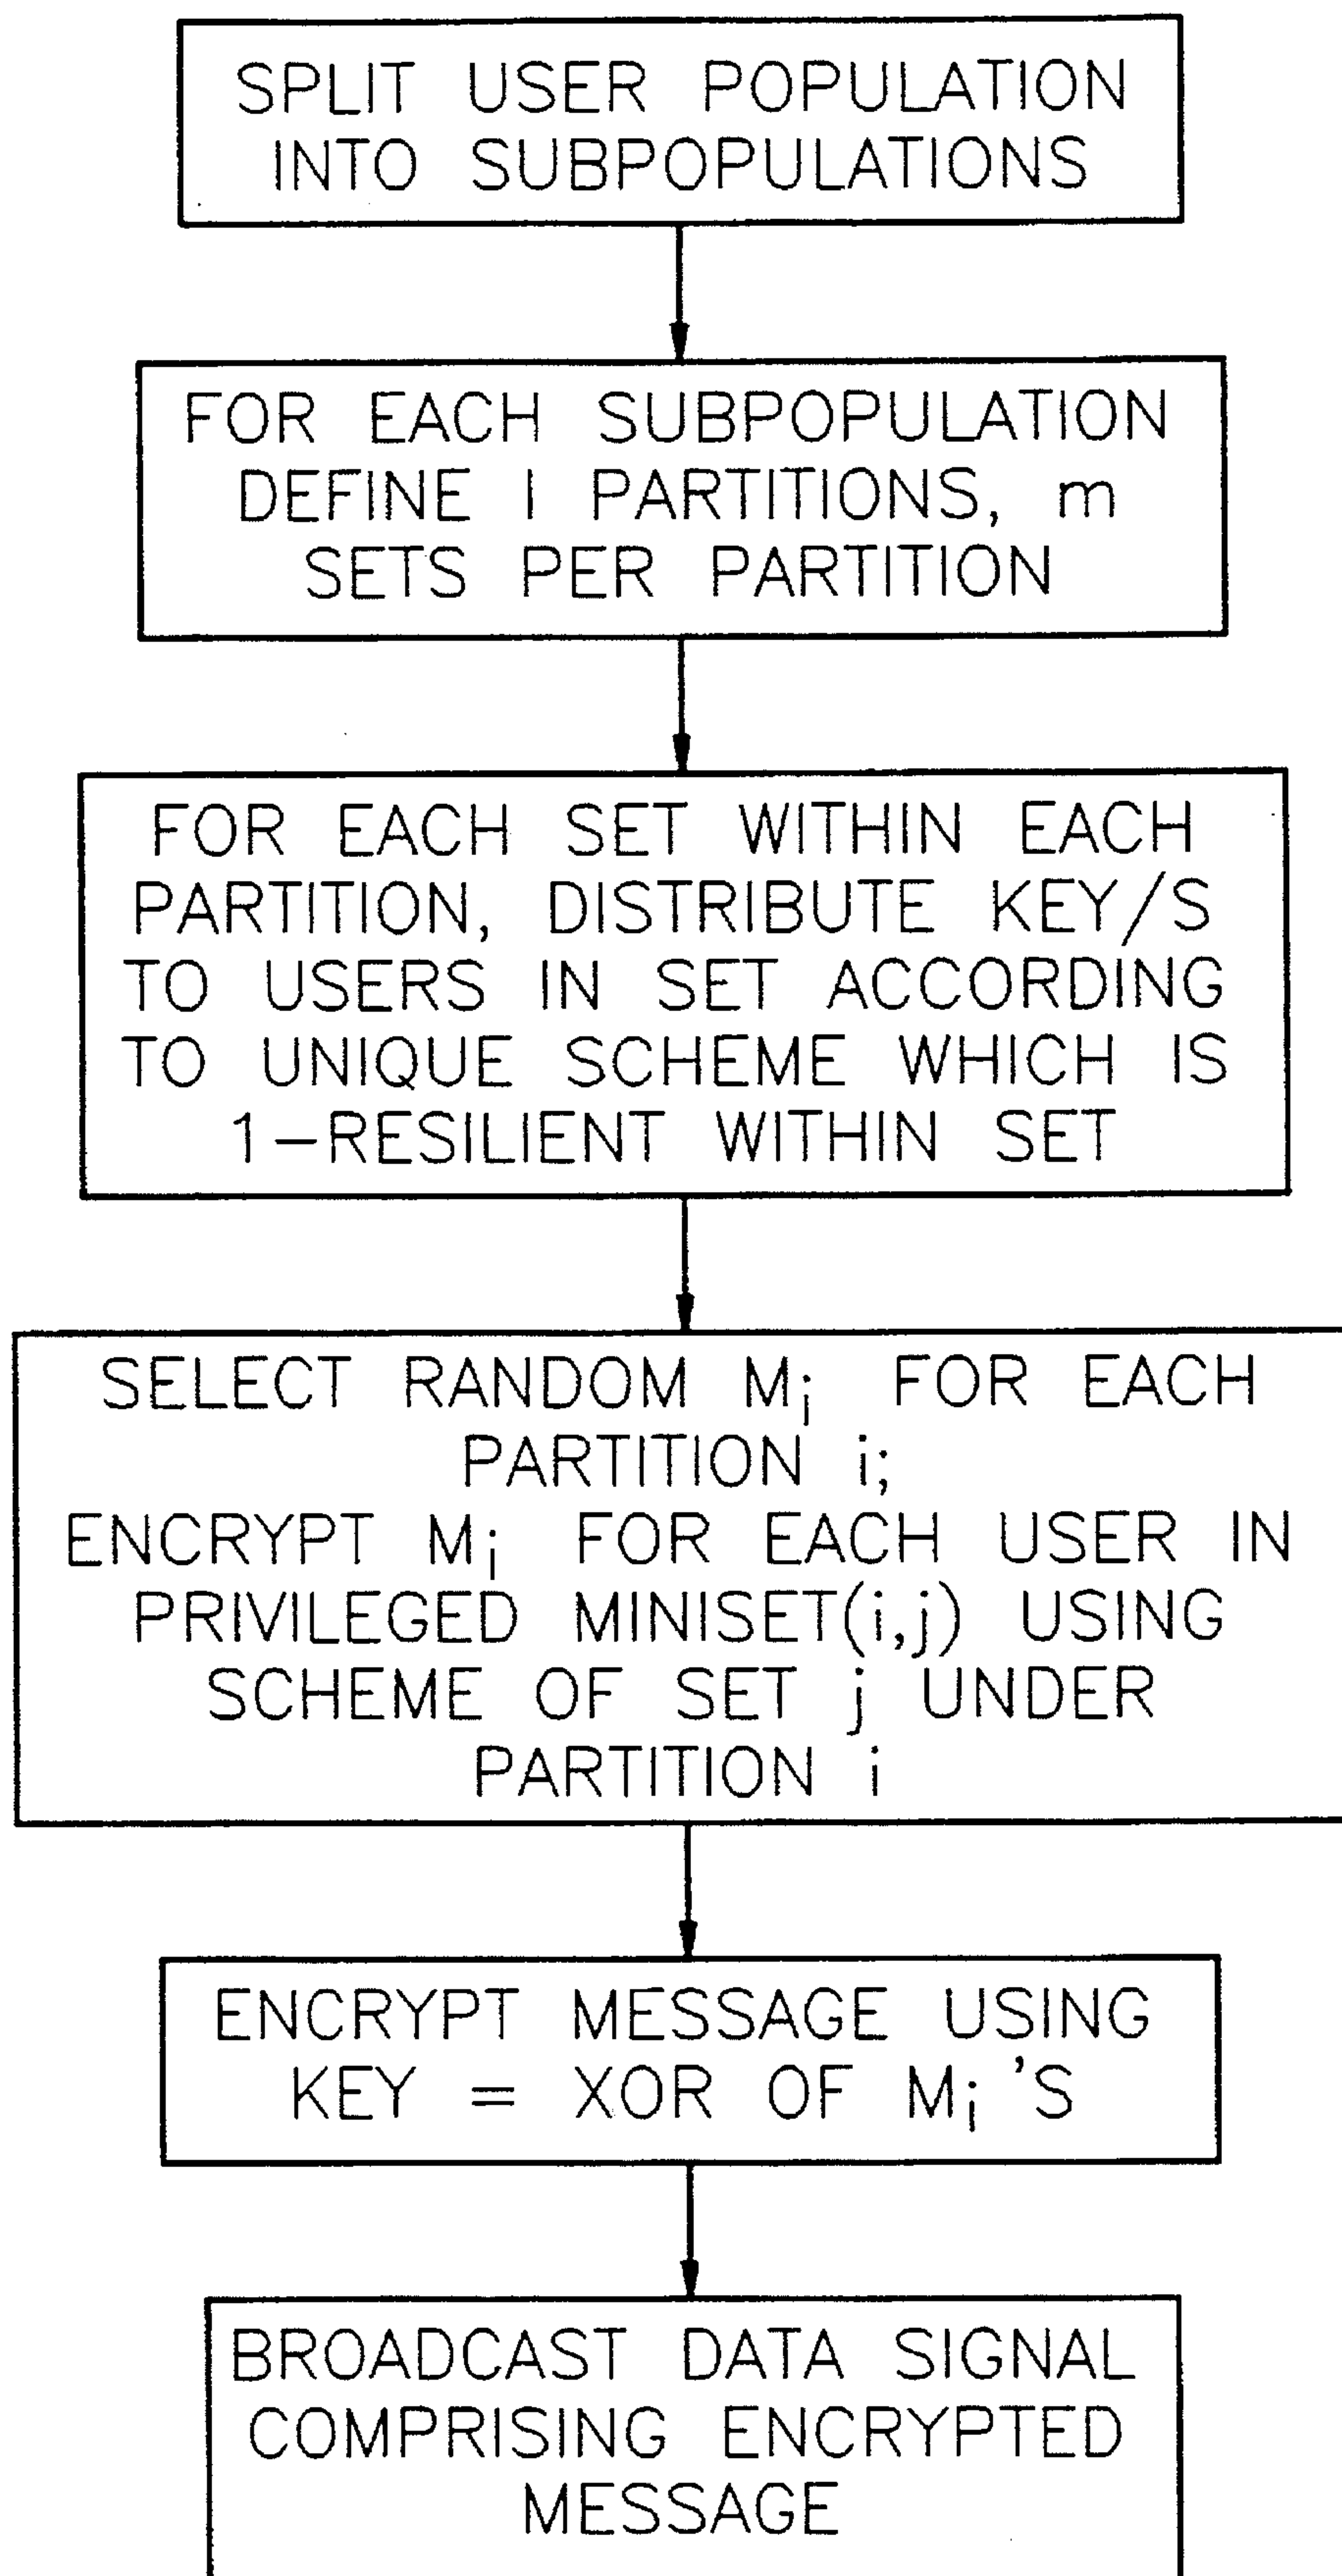 SPLIT USER POPULATION
INTO SUBPOPULATIONS
FOR EACH SUBPOPULATION
DEFINE l PARTITIONS, m
SETS PER PARTITION
FOR EACH SET WITHIN EACH
PARTITION, DISTRIBUTE KEY/S
TO USERS IN SET ACCORDING
TO UNIQUE SCHEME WHICH IS
1-RESILIENT WITHIN SET
SELECT RANDOM Mi FOR EACH
PARTITION i;
ENCRYPT Mi FOR EACH USER IN
PRIVILEGED MINISET(i,j) USING
SCHEME OF SET j UNDER
PARTITION i
ENCRYPT MESSAGE USING
KEY = XOR OF Mi 'S
BROADCAST DATA SIGNAL
COMPRISING ENCRYPTED
MESSAGE